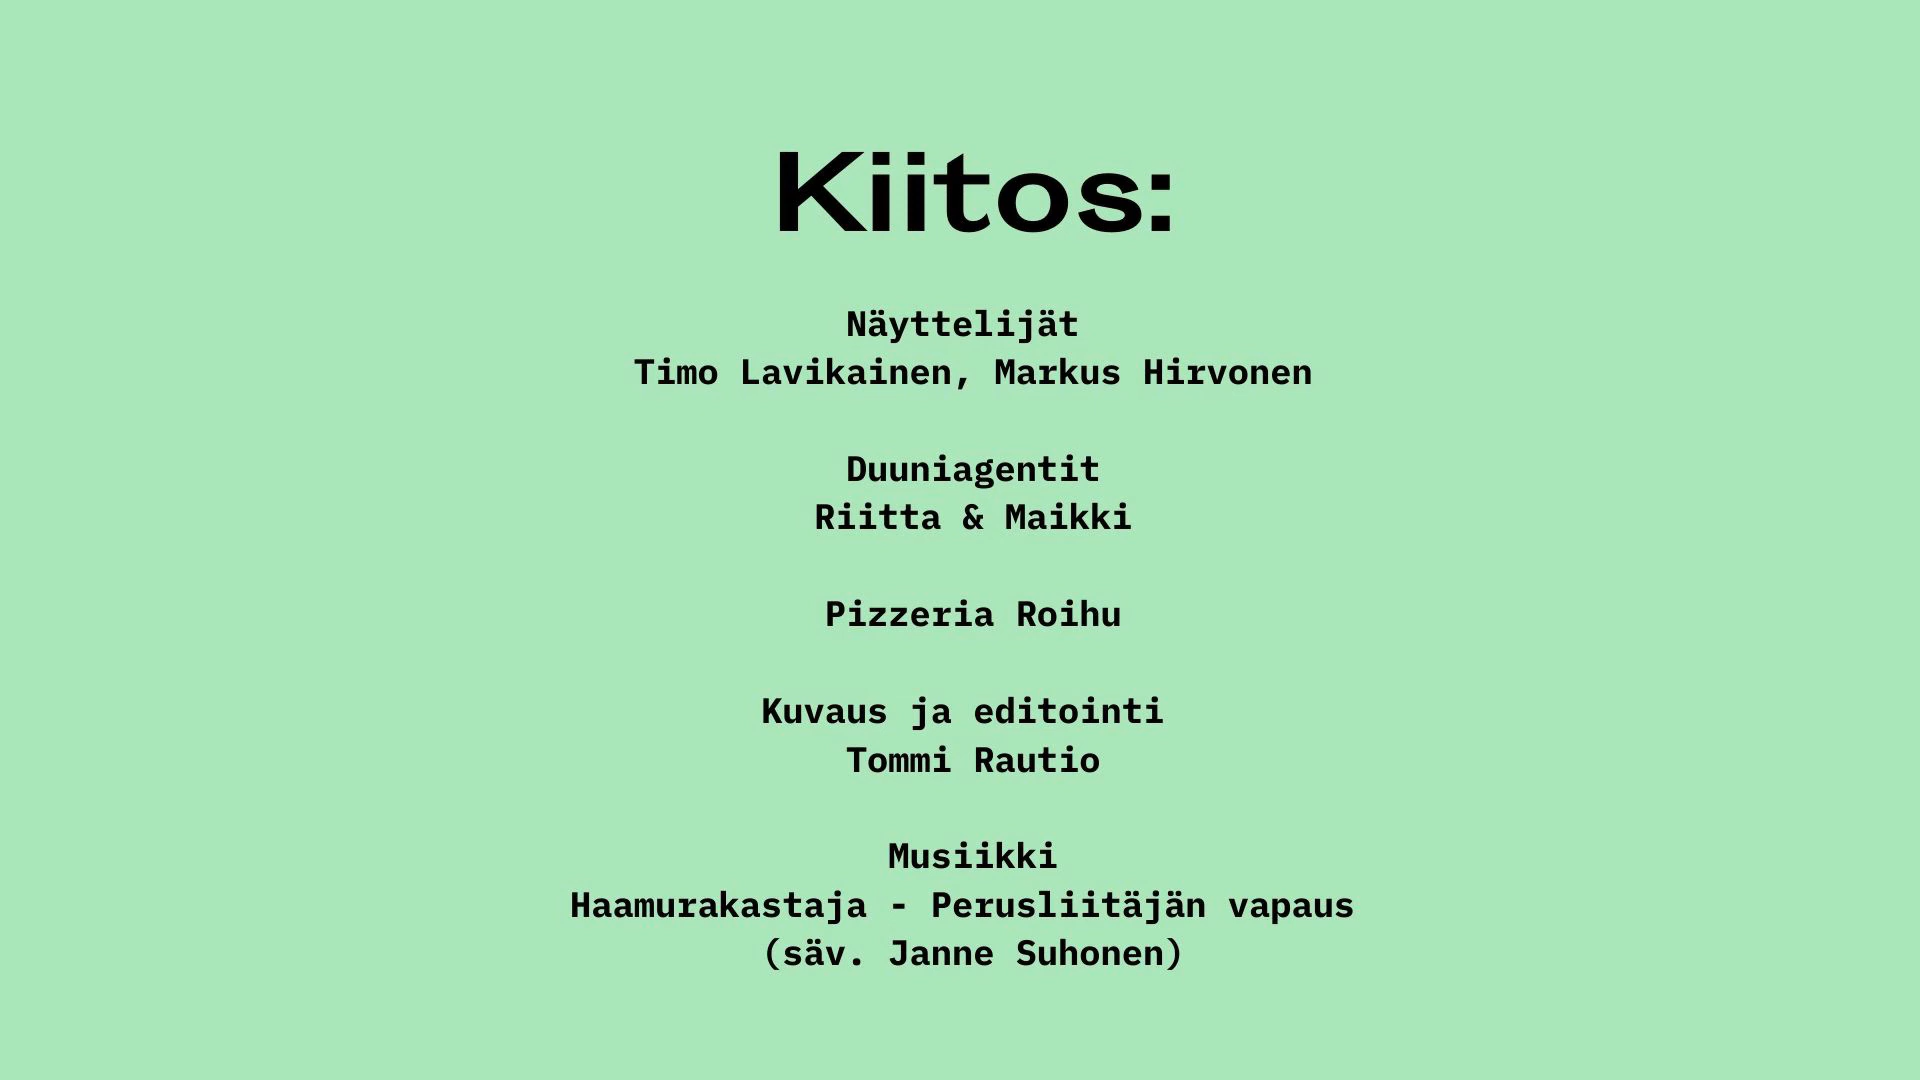 Kiitos:
Näyttelijät
Timo Lavikainen, Markus Hirvonen
Duuniagentit
Riitta & Maikki
Pizzeria Roihu
Kuvaus ja editointi
Tommi Rautio
Musiikki
Haamurakastaja - Perusliitäjän vapaus
(säv. Janne Suhonen)